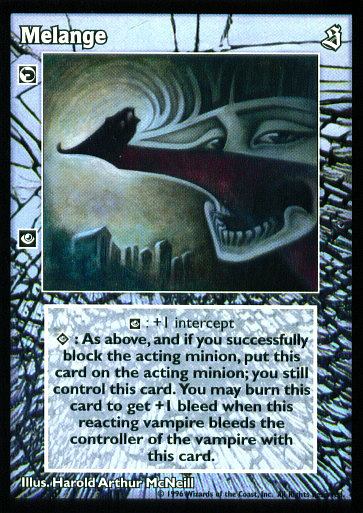 Melange
: +1 intercept
: As above, and if you successfully
block the acting minion, put this
card on the acting minion; you still
control this card. You may burn this
card to get +1 bleed when this
reacting vampire bleeds the
controller of the vampire with
this card.
Illus. Harold Arthur McNeill
© 1996 Wizards of the Coast, Inc. All Rights Reserved.